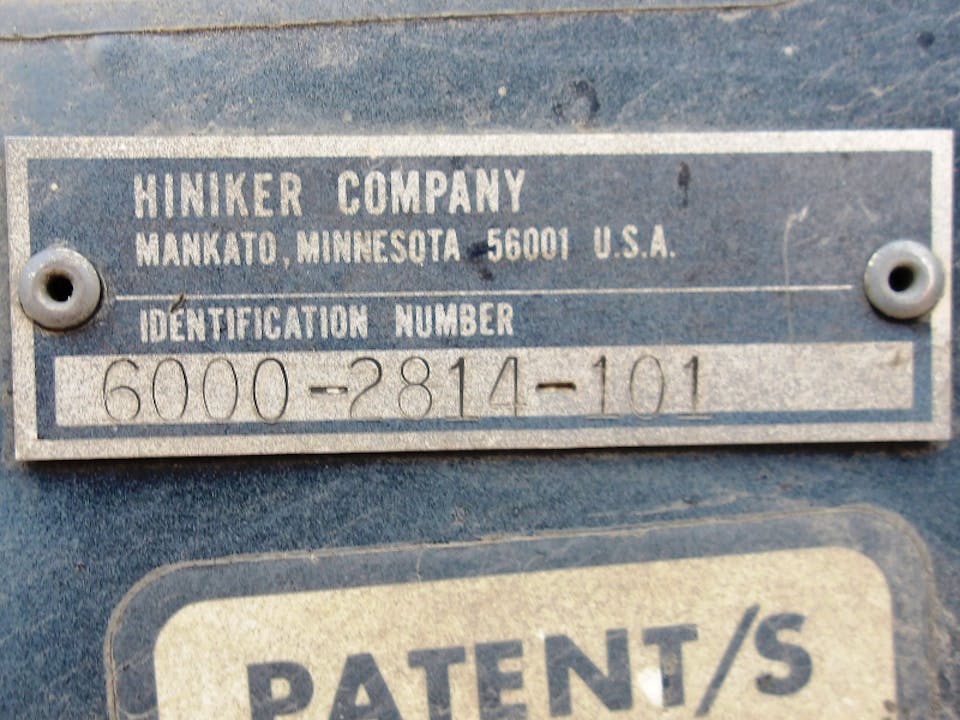 HINIKER COMPANY
MANKATO, MINNESOTA 56001 U.S.A.
IDENTIFICATION NUMBER
6000-2814-101
PATENT/S